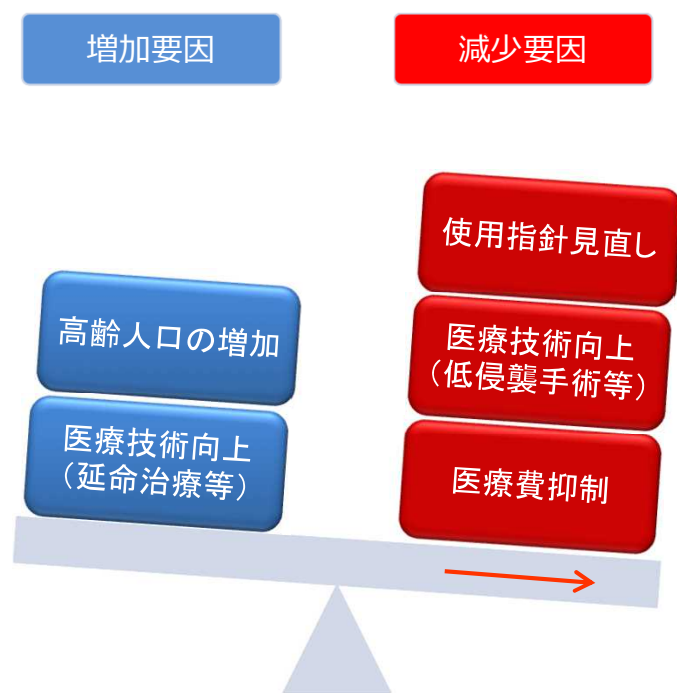 増加要因
減少要因
使用指針見直し
高齢人口の増加
医療技術向上
（低侵襲手術等）
医療技術向上
（延命治療等）
医療費抑制